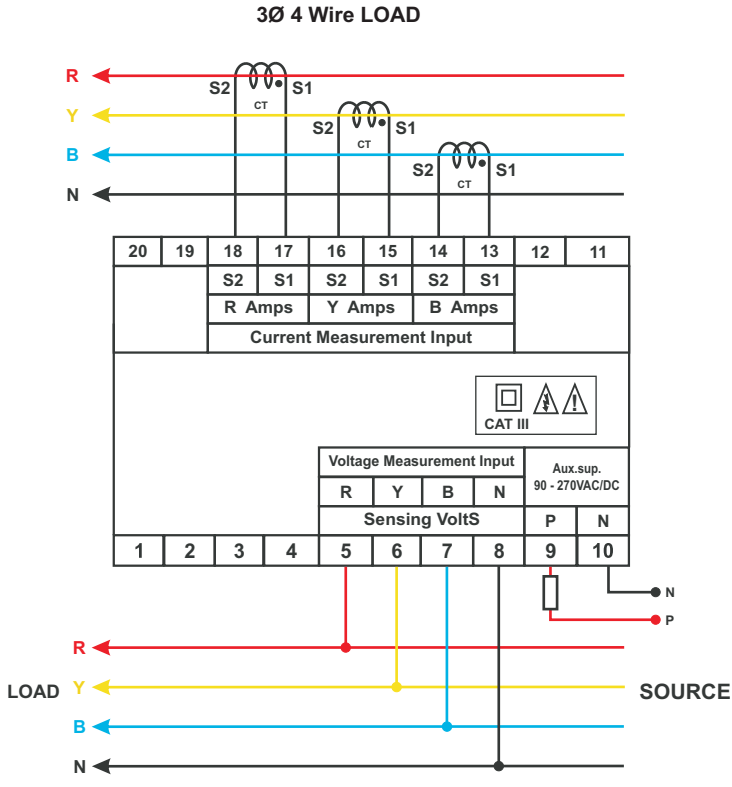 3Ø 4 Wire LOAD
R
S2 S1
CT
Y
S2 S1
CT
B
S2 S1
CT
N
20 19 18 17 16 15 14 13 12 11
S2 S1 S2 S1 S2 S1
R Amps Y Amps B Amps
Current Measurement Input
CAT III
Voltage Measurement Input
Aux.sup.
90 - 270VAC/DC
R Y B N
Sensing VoltS P N
1 2 3 4 5 6 7 8 9 10
N
P
R
LOAD Y SOURCE
B
N